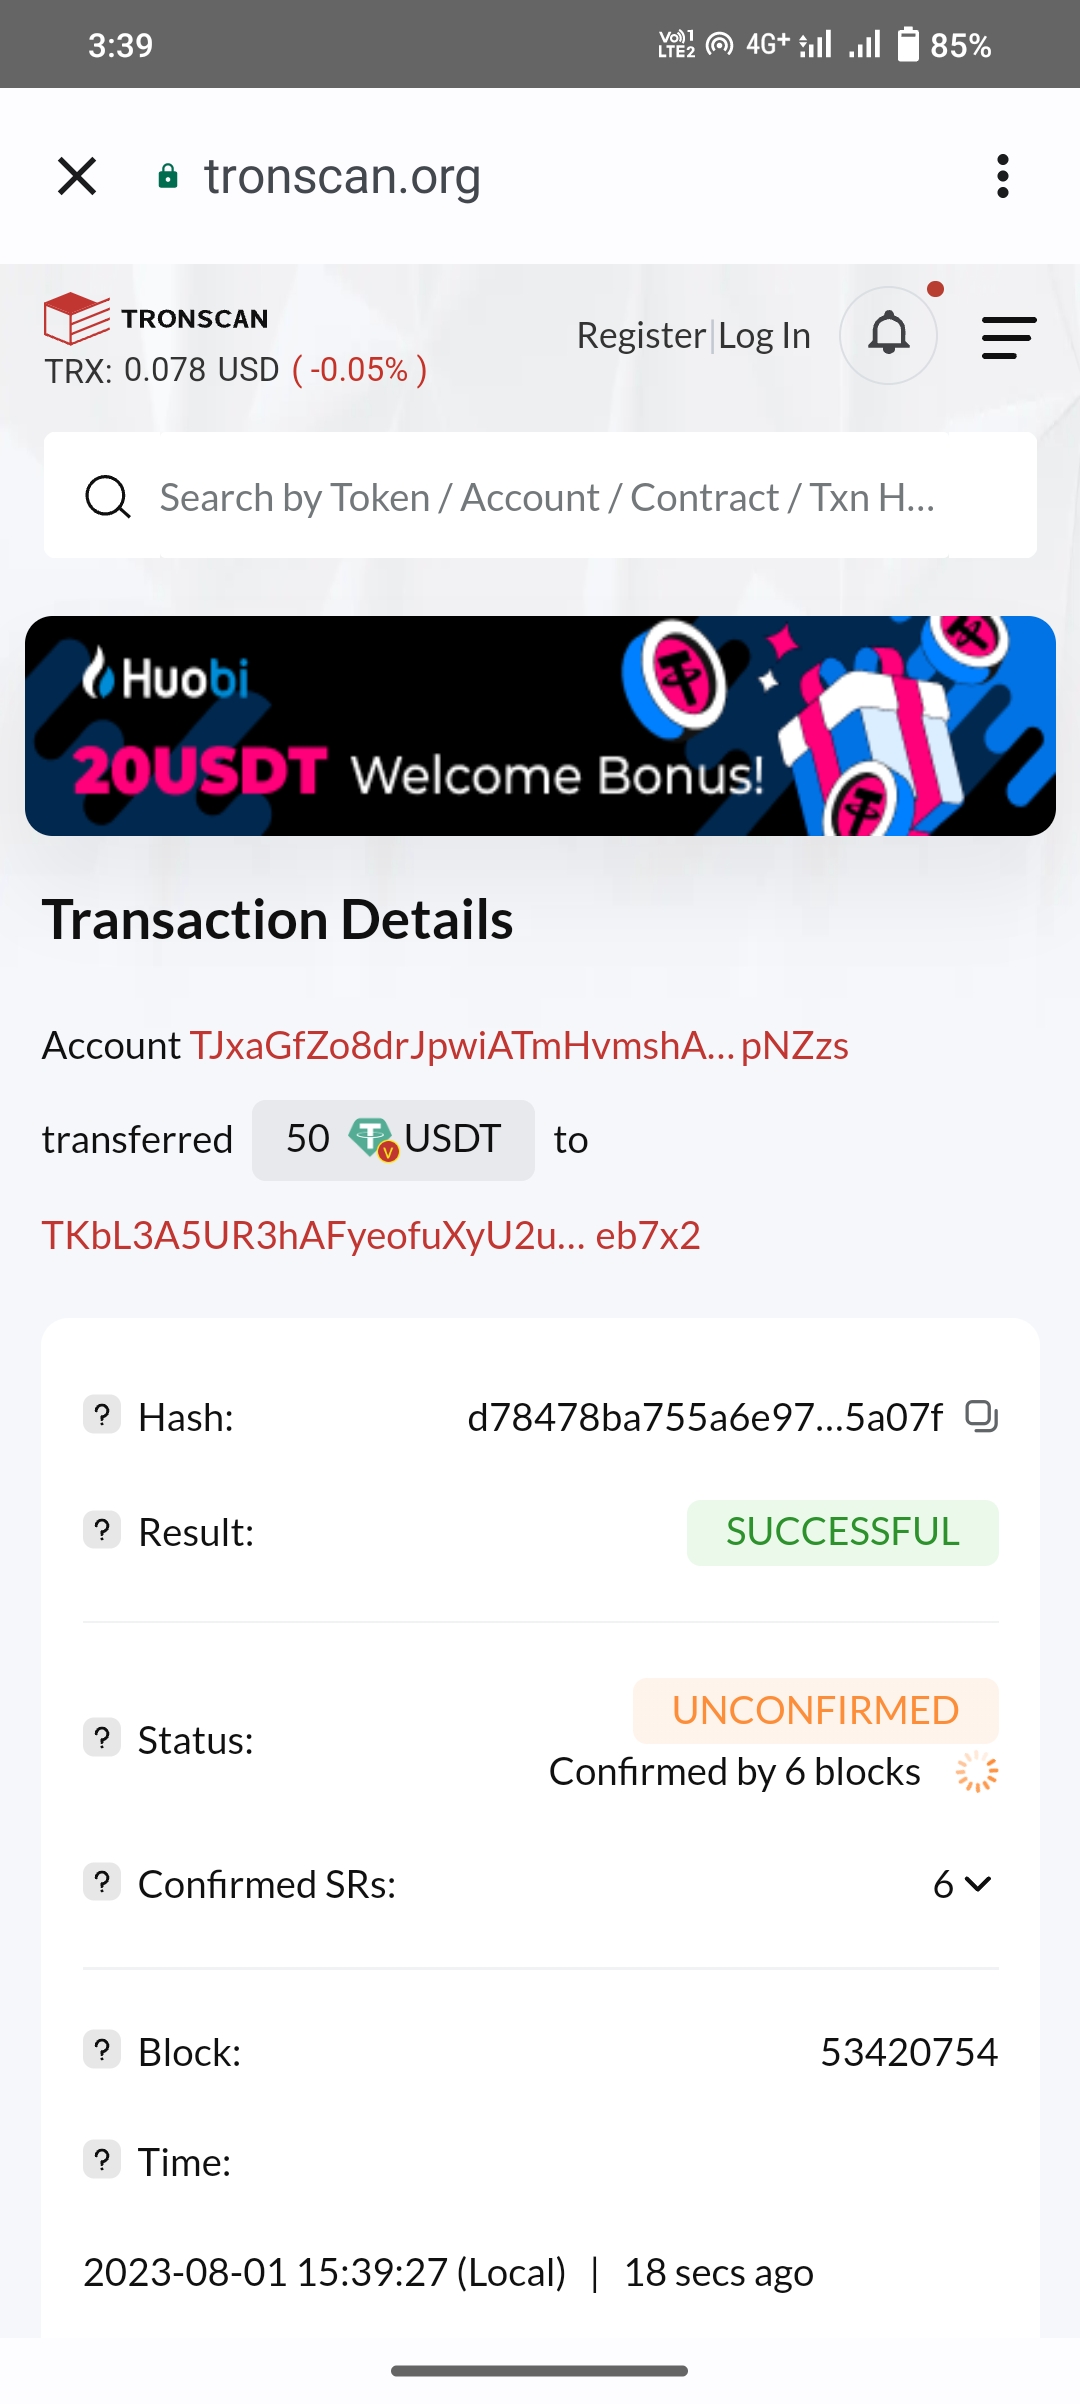 3:39 Vo))1 LTE2 4G+ 85%
tronscan.org
TRONSCAN
Register|Log In
TRX: 0.078 USD ( -0.05% )
Search by Token / Account / Contract / Txn H...
Huobi
20USDT Welcome Bonus!
Transaction Details
Account TJxaGfZo8drJpwiATmHvmshA... pNZzs
transferred 50 USDT to
TKbL3A5UR3hAFyeofuXyU2u... eb7x2
? Hash: d78478ba755a6e97...5a07f
? Result: SUCCESSFUL
UNCONFIRMED
? Status:
Confirmed by 6 blocks
? Confirmed SRs: 6
? Block: 53420754
? Time:
2023-08-01 15:39:27 (Local) | 18 secs ago